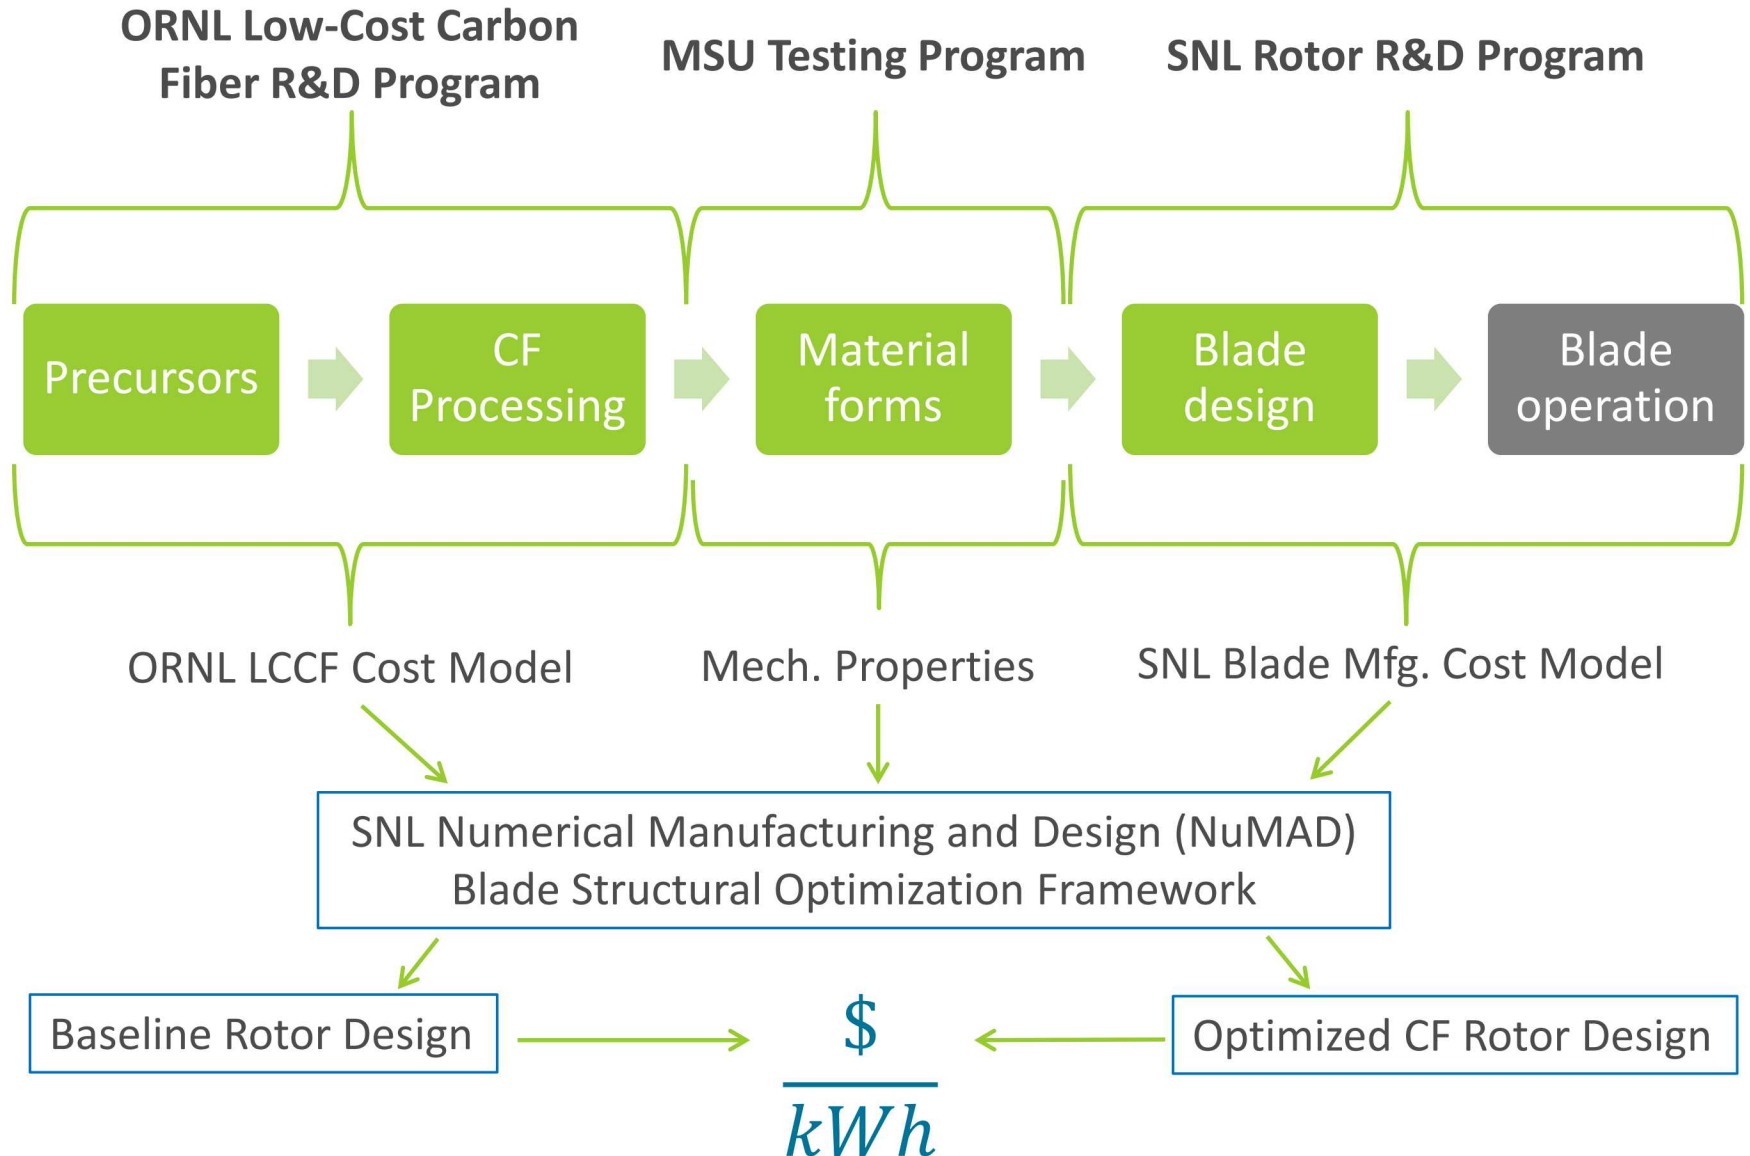 ORNL Low-Cost Carbon
Fiber R&D Program
MSU Testing Program
SNL Rotor R&D Program
Precursors
CF
Processing
Material
forms
Blade
design
Blade
operation
ORNL LCCF Cost Model
Mech. Properties
SNL Blade Mfg. Cost Model
SNL Numerical Manufacturing and Design (NuMAD)
Blade Structural Optimization Framework
Baseline Rotor Design
$
kWh
Optimized CF Rotor Design